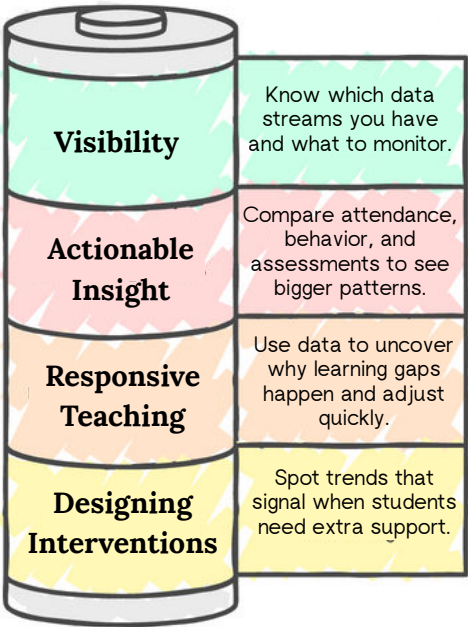 Visibility
Know which data
streams you have
and what to monitor.
Actionable
Insight
Compare attendance,
behavior, and
assessments to see
bigger patterns.
Responsive
Teaching
Use data to uncover
why learning gaps
happen and adjust
quickly.
Designing
Interventions
Spot trends that
signal when students
need extra support.